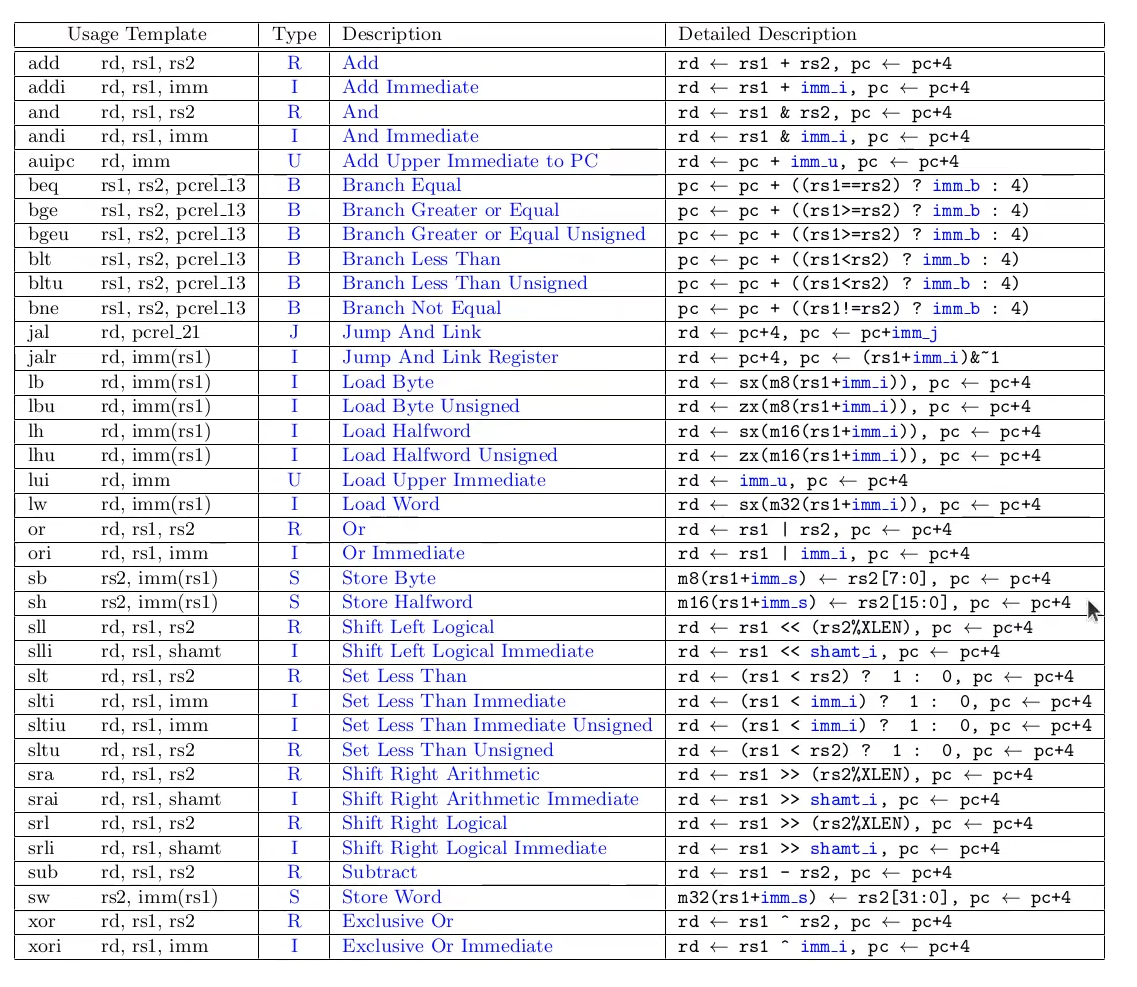 Usage Template Type Description Detailed Description
add rd, rs1, rs2 R Add rd ← rs1 + rs2, pc ← pc+4
addi rd, rs1, imm I Add Immediate rd ← rs1 + imm_i, pc ← pc+4
and rd, rs1, rs2 R And rd ← rs1 & rs2, pc ← pc+4
andi rd, rs1, imm I And Immediate rd ← rs1 & imm_i, pc ← pc+4
auipc rd, imm U Add Upper Immediate to PC rd ← pc + imm_u, pc ← pc+4
beq rs1, rs2, pcrel_13 B Branch Equal pc ← pc + ((rs1==rs2) ? imm_b : 4)
bge rs1, rs2, pcrel_13 B Branch Greater or Equal pc ← pc + ((rs1>=rs2) ? imm_b : 4)
bgeu rs1, rs2, pcrel_13 B Branch Greater or Equal Unsigned pc ← pc + ((rs1>=rs2) ? imm_b : 4)
blt rs1, rs2, pcrel_13 B Branch Less Than pc ← pc + ((rs1<rs2) ? imm_b : 4)
bltu rs1, rs2, pcrel_13 B Branch Less Than Unsigned pc ← pc + ((rs1<rs2) ? imm_b : 4)
bne rs1, rs2, pcrel_13 B Branch Not Equal pc ← pc + ((rs1!=rs2) ? imm_b : 4)
jal rd, pcrel_21 J Jump And Link rd ← pc+4, pc ← pc+imm_j
jalr rd, imm(rs1) I Jump And Link Register rd ← pc+4, pc ← (rs1+imm_i)&~1
lb rd, imm(rs1) I Load Byte rd ← sx(m8(rs1+imm_i)), pc ← pc+4
lbu rd, imm(rs1) I Load Byte Unsigned rd ← zx(m8(rs1+imm_i)), pc ← pc+4
lh rd, imm(rs1) I Load Halfword rd ← sx(m16(rs1+imm_i)), pc ← pc+4
lhu rd, imm(rs1) I Load Halfword Unsigned rd ← zx(m16(rs1+imm_i)), pc ← pc+4
lui rd, imm U Load Upper Immediate rd ← imm_u, pc ← pc+4
lw rd, imm(rs1) I Load Word rd ← sx(m32(rs1+imm_i)), pc ← pc+4
or rd, rs1, rs2 R Or rd ← rs1 | rs2, pc ← pc+4
ori rd, rs1, imm I Or Immediate rd ← rs1 | imm_i, pc ← pc+4
sb rs2, imm(rs1) S Store Byte m8(rs1+imm_s) ← rs2[7:0], pc ← pc+4
sh rs2, imm(rs1) S Store Halfword m16(rs1+imm_s) ← rs2[15:0], pc ← pc+4
sll rd, rs1, rs2 R Shift Left Logical rd ← rs1 << (rs2%XLEN), pc ← pc+4
slli rd, rs1, shamt I Shift Left Logical Immediate rd ← rs1 << shamt_i, pc ← pc+4
slt rd, rs1, rs2 R Set Less Than rd ← (rs1 < rs2) ? 1 : 0, pc ← pc+4
slti rd, rs1, imm I Set Less Than Immediate rd ← (rs1 < imm_i) ? 1 : 0, pc ← pc+4
sltiu rd, rs1, imm I Set Less Than Immediate Unsigned rd ← (rs1 < imm_i) ? 1 : 0, pc ← pc+4
sltu rd, rs1, rs2 R Set Less Than Unsigned rd ← (rs1 < rs2) ? 1 : 0, pc ← pc+4
sra rd, rs1, rs2 R Shift Right Arithmetic rd ← rs1 >> (rs2%XLEN), pc ← pc+4
srai rd, rs1, shamt I Shift Right Arithmetic Immediate rd ← rs1 >> shamt_i, pc ← pc+4
srl rd, rs1, rs2 R Shift Right Logical rd ← rs1 >> (rs2%XLEN), pc ← pc+4
srli rd, rs1, shamt I Shift Right Logical Immediate rd ← rs1 >> shamt_i, pc ← pc+4
sub rd, rs1, rs2 R Subtract rd ← rs1 - rs2, pc ← pc+4
sw rs2, imm(rs1) S Store Word m32(rs1+imm_s) ← rs2[31:0], pc ← pc+4
xor rd, rs1, rs2 R Exclusive Or rd ← rs1 ^ rs2, pc ← pc+4
xori rd, rs1, imm I Exclusive Or Immediate rd ← rs1 ^ imm_i, pc ← pc+4